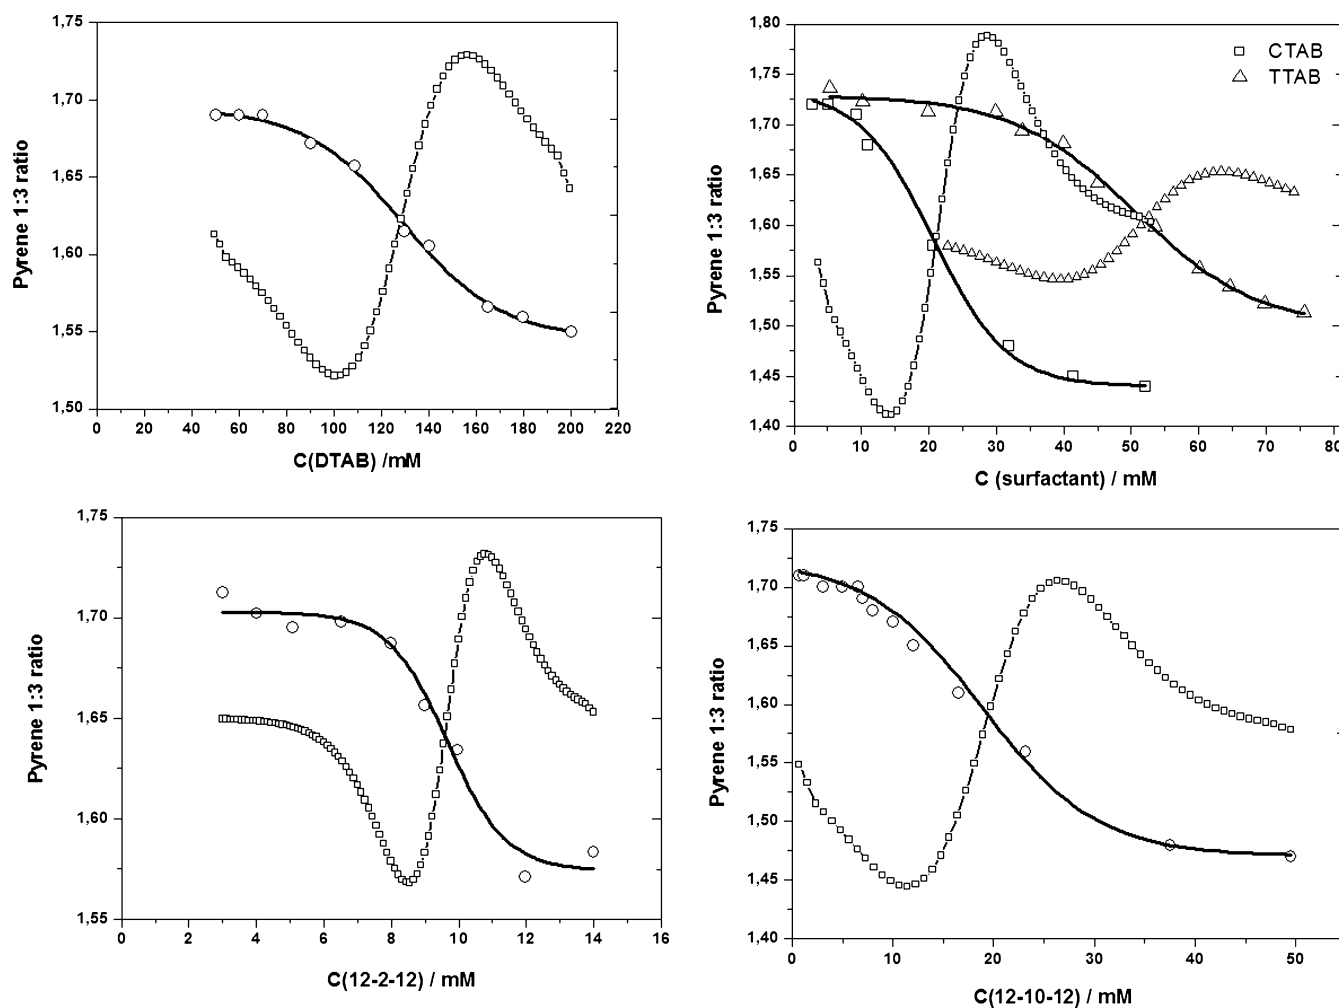 1,75
1,70
1,65
1,60
1,55
1,50
Pyrene 1:3 ratio
0 20 40 60 80 100 120 140 160 180 200 220
C(DTAB) /mM
1,80
1,75
1,70
1,65
1,60
1,55
1,50
1,45
1,40
Pyrene 1:3 ratio
CTAB
TTAB
0 10 20 30 40 50 60 70 80
C (surfactant) / mM
1,75
1,70
1,65
1,60
1,55
Pyrene 1:3 ratio
0 2 4 6 8 10 12 14 16
C(12-2-12) / mM
1,75
1,70
1,65
1,60
1,55
1,50
1,45
1,40
Pyrene 1:3 ratio
0 10 20 30 40 50
C(12-10-12) / mM